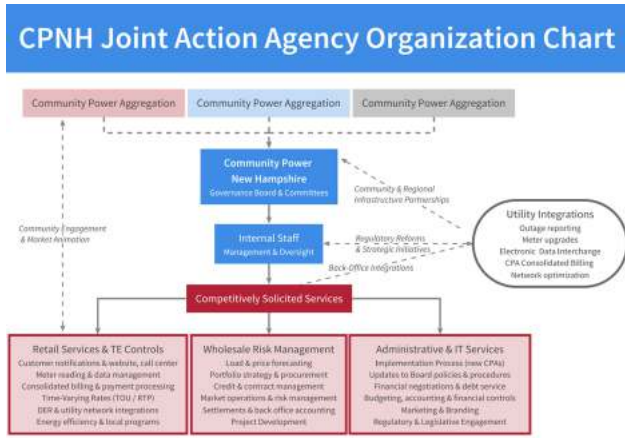 CPNH Joint Action Agency Organization Chart
Community Power Aggregation
Community Power Aggregation
Community Power Aggregation
Community Power
New Hampshire
Governance Board & Committees
Community & Regional
Infrastructure Partnerships
Community Engagement
& Market Animation
Internal Staff
Management & Oversight
Regulatory Reforms
& Strategic Initiatives
Back-Office Integrations
Utility Integrations
Outage reporting
Meter upgrades
Electronic Data Interchange
CPA Consolidated Billing
Network optimization
Competitively Solicited Services
Retail Services & TE Controls
Customer notifications & website, call center
Meter reading & data management
Consolidated billing & payment processing
Time-Varying Rates (TOU / RTP)
DER & utility network integrations
Energy efficiency & local programs
Wholesale Risk Management
Load & price forecasting
Portfolio strategy & procurement
Credit & contract management
Market operations & risk management
Settlements & back office accounting
Project Development
Administrative & IT Services
Implementation Process (new CPAs)
Updates to Board policies & procedures
Financial negotiations & debt service
Budgeting, accounting & financial controls
Marketing & Branding
Regulatory & Legislative Engagement